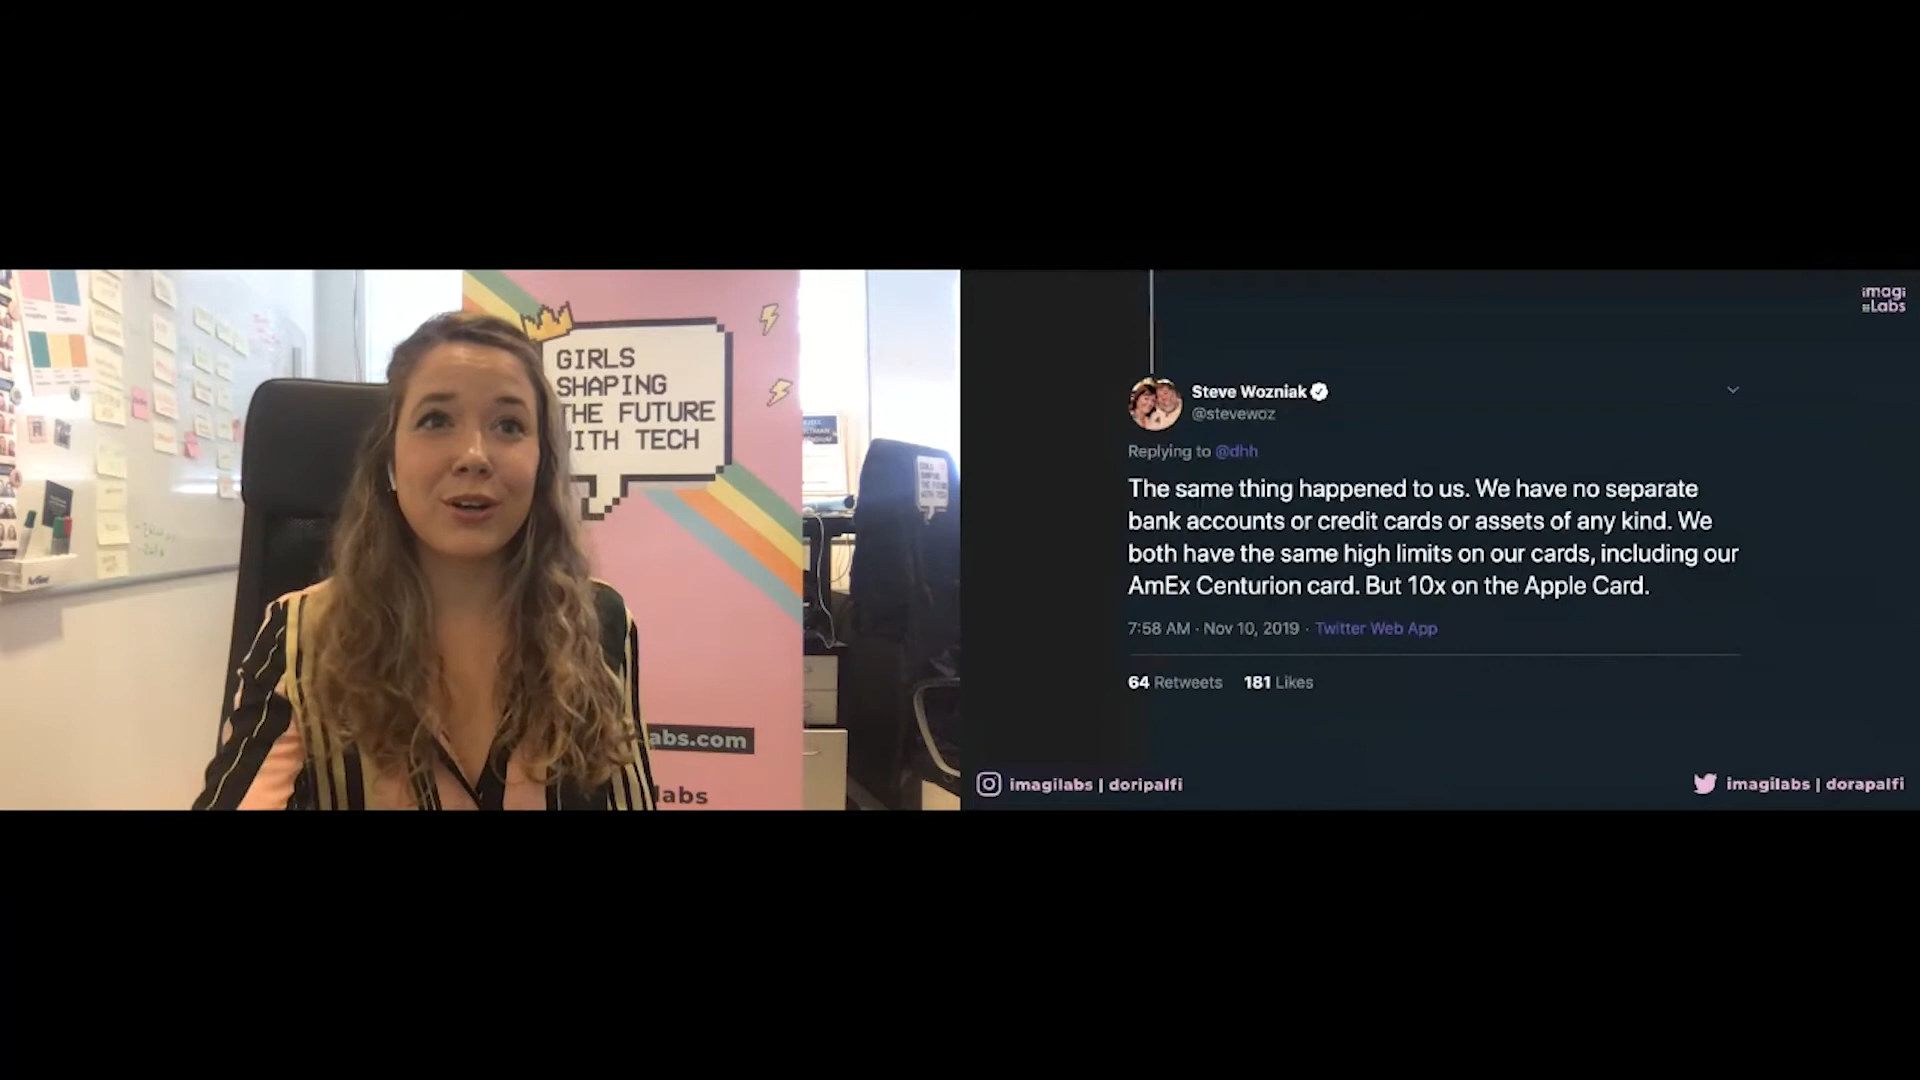 GIRLS
SHAPING
THE FUTURE
WITH TECH
abs.com
labs
imagi
Labs
Steve Wozniak
@stevewoz
Replying to @dhh
The same thing happened to us. We have no separate
bank accounts or credit cards or assets of any kind. We
both have the same high limits on our cards, including our
AmEx Centurion card. But 10x on the Apple Card.
7:58 AM · Nov 10, 2019 · Twitter Web App
64 Retweets 181 Likes
imagilabs | doripalfi
imagilabs | dorapalfi